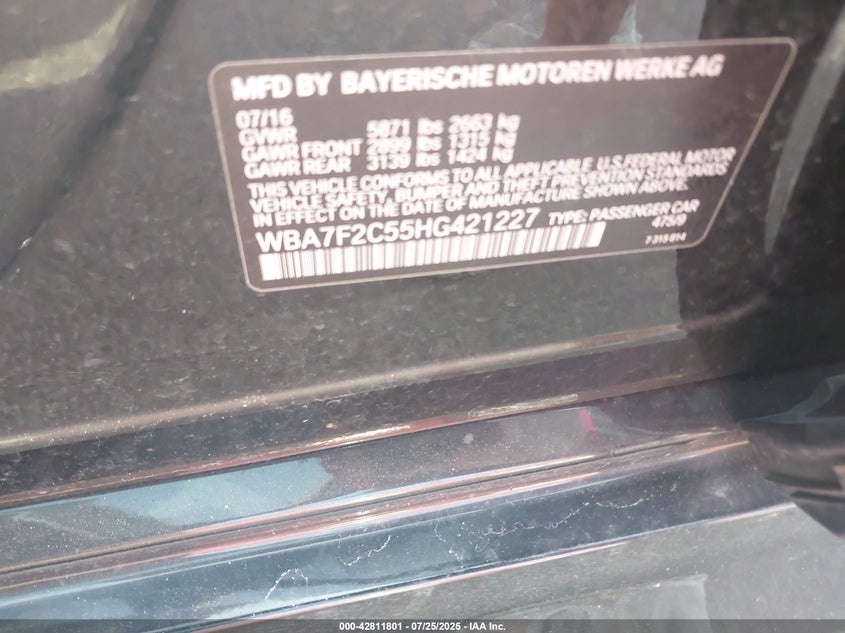 MFD BY BAYERISCHE MOTOREN WERKE AG
07/16
GVWR 5871 lbs 2663 kg
GAWR FRONT 2899 lbs 1315 kg
GAWR REAR 3139 lbs 1424 kg
THIS VEHICLE CONFORMS TO ALL APPLICABLE U.S. FEDERAL MOTOR
VEHICLE SAFETY, BUMPER AND THEFT PREVENTION STANDARDS
IN EFFECT ON THE DATE OF MANUFACTURE SHOWN ABOVE.
WBA7F2C55HG421227 TYPE: PASSENGER CAR
475/9
7315814
000-42811801 / 07/25/2025 - IAA Inc.